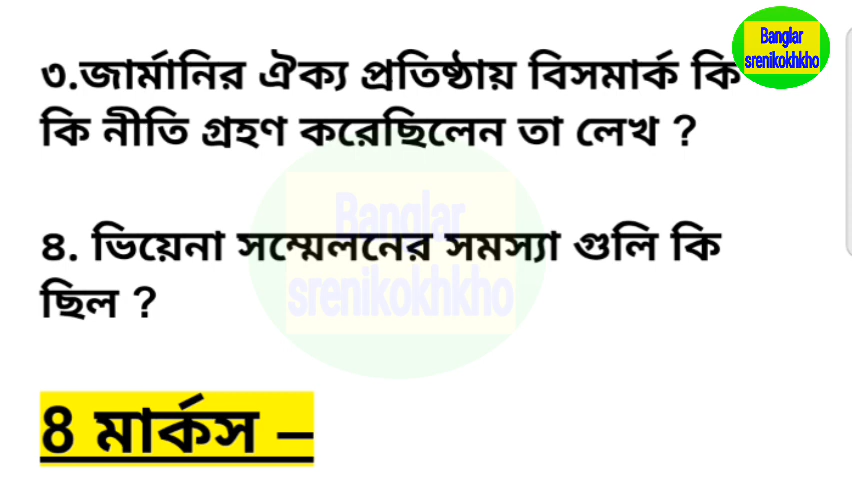 Banglar
srenikokhkho
৩.জার্মানির ঐক্য প্রতিষ্ঠায় বিসমার্ক কি
কি নীতি গ্রহণ করেছিলেন তা লেখ ?
Banglar
srenikokhkho
৪. ভিয়েনা সম্মেলনের সমস্যা গুলি কি
ছিল ?
8 মার্কস –